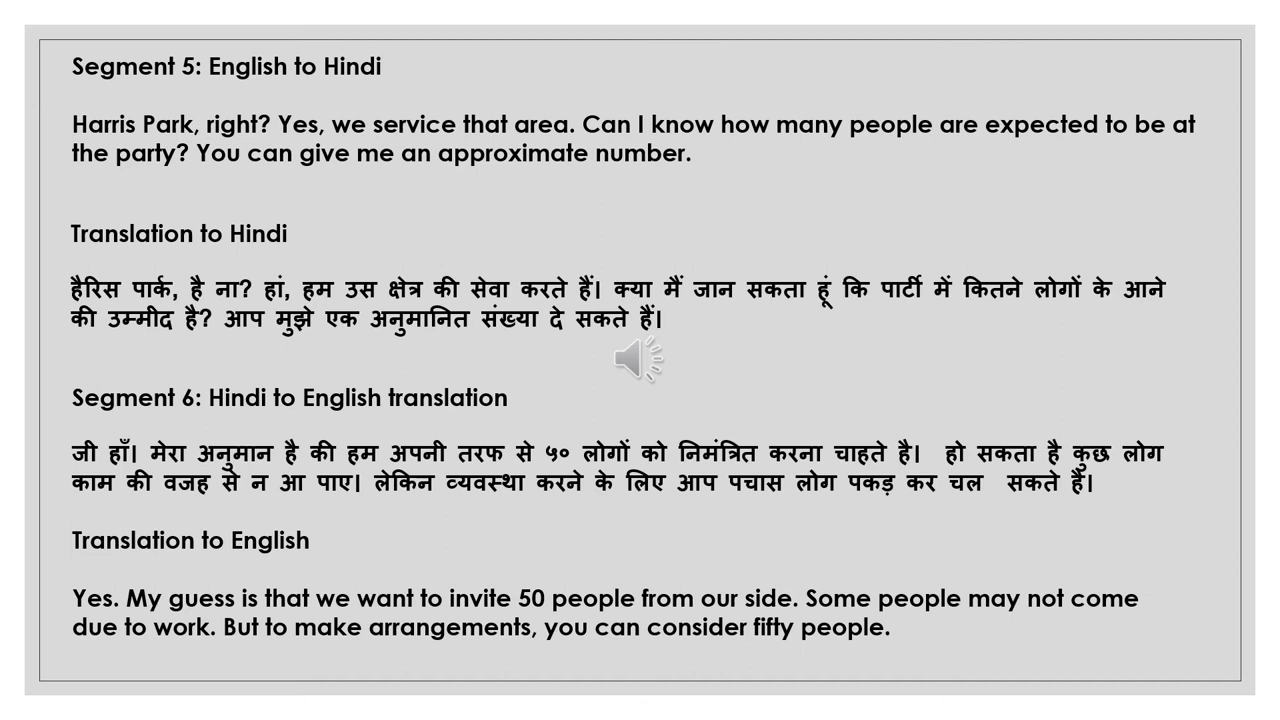 Segment 5: English to Hindi
Harris Park, right? Yes, we service that area. Can I know how many people are expected to be at
the party? You can give me an approximate number.
Translation to Hindi
हैरिस पार्क, है ना? हां, हम उस क्षेत्र की सेवा करते हैं। क्या मैं जान सकता हूं कि पार्टी में कितने लोगों के आने
की उम्मीद है? आप मुझे एक अनुमानित संख्या दे सकते हैं।
Segment 6: Hindi to English translation
जी हाँ। मेरा अनुमान है की हम अपनी तरफ से ५० लोगों को निमंत्रित करना चाहते है। हो सकता है कुछ लोग
काम की वजह से न आ पाए। लेकिन व्यवस्था करने के लिए आप पचास लोग पकड़ कर चल सकते हैं।
Translation to English
Yes. My guess is that we want to invite 50 people from our side. Some people may not come
due to work. But to make arrangements, you can consider fifty people.